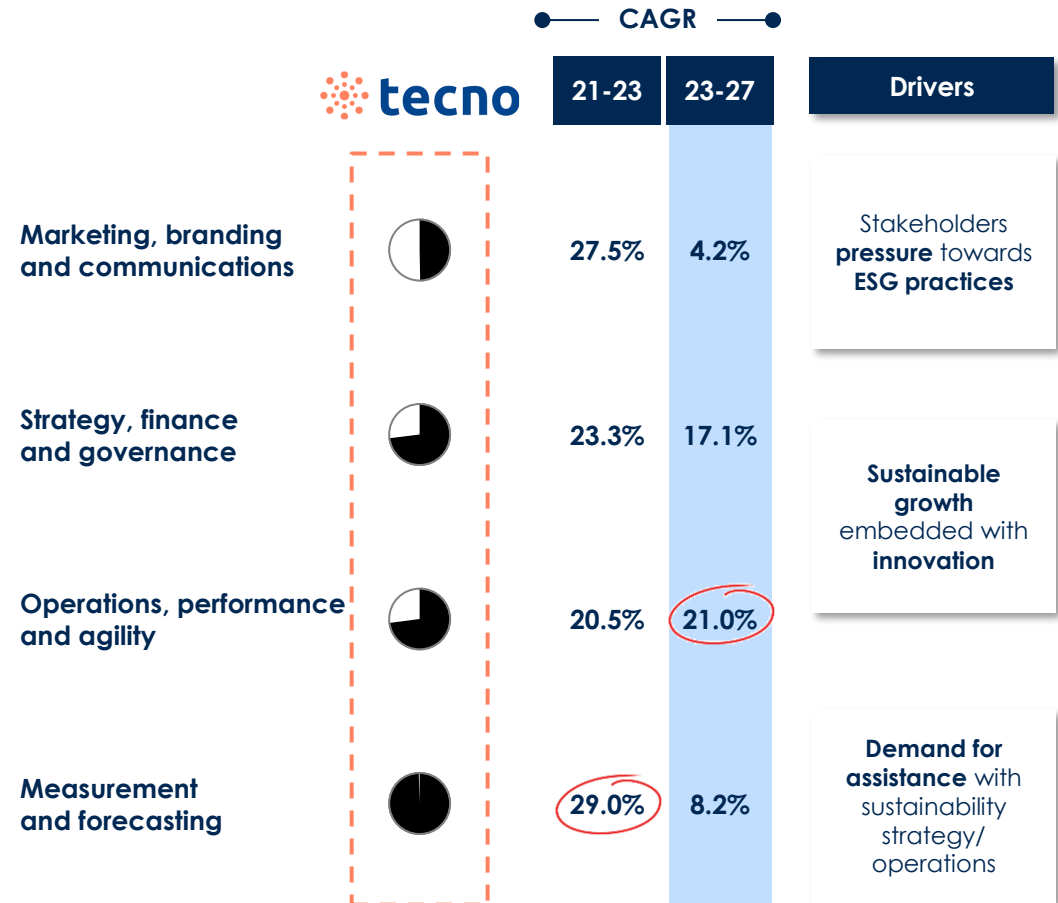 CAGR
tecno
21-23
23-27
Drivers
Marketing, branding
and communications
27.5%
4.2%
Stakeholders
pressure towards
ESG practices
Strategy, finance
and governance
23.3%
17.1%
Sustainable
growth
embedded with
innovation
Operations, performance
and agility
20.5%
21.0%
Measurement
and forecasting
29.0%
8.2%
Demand for
assistance with
sustainability
strategy/
operations